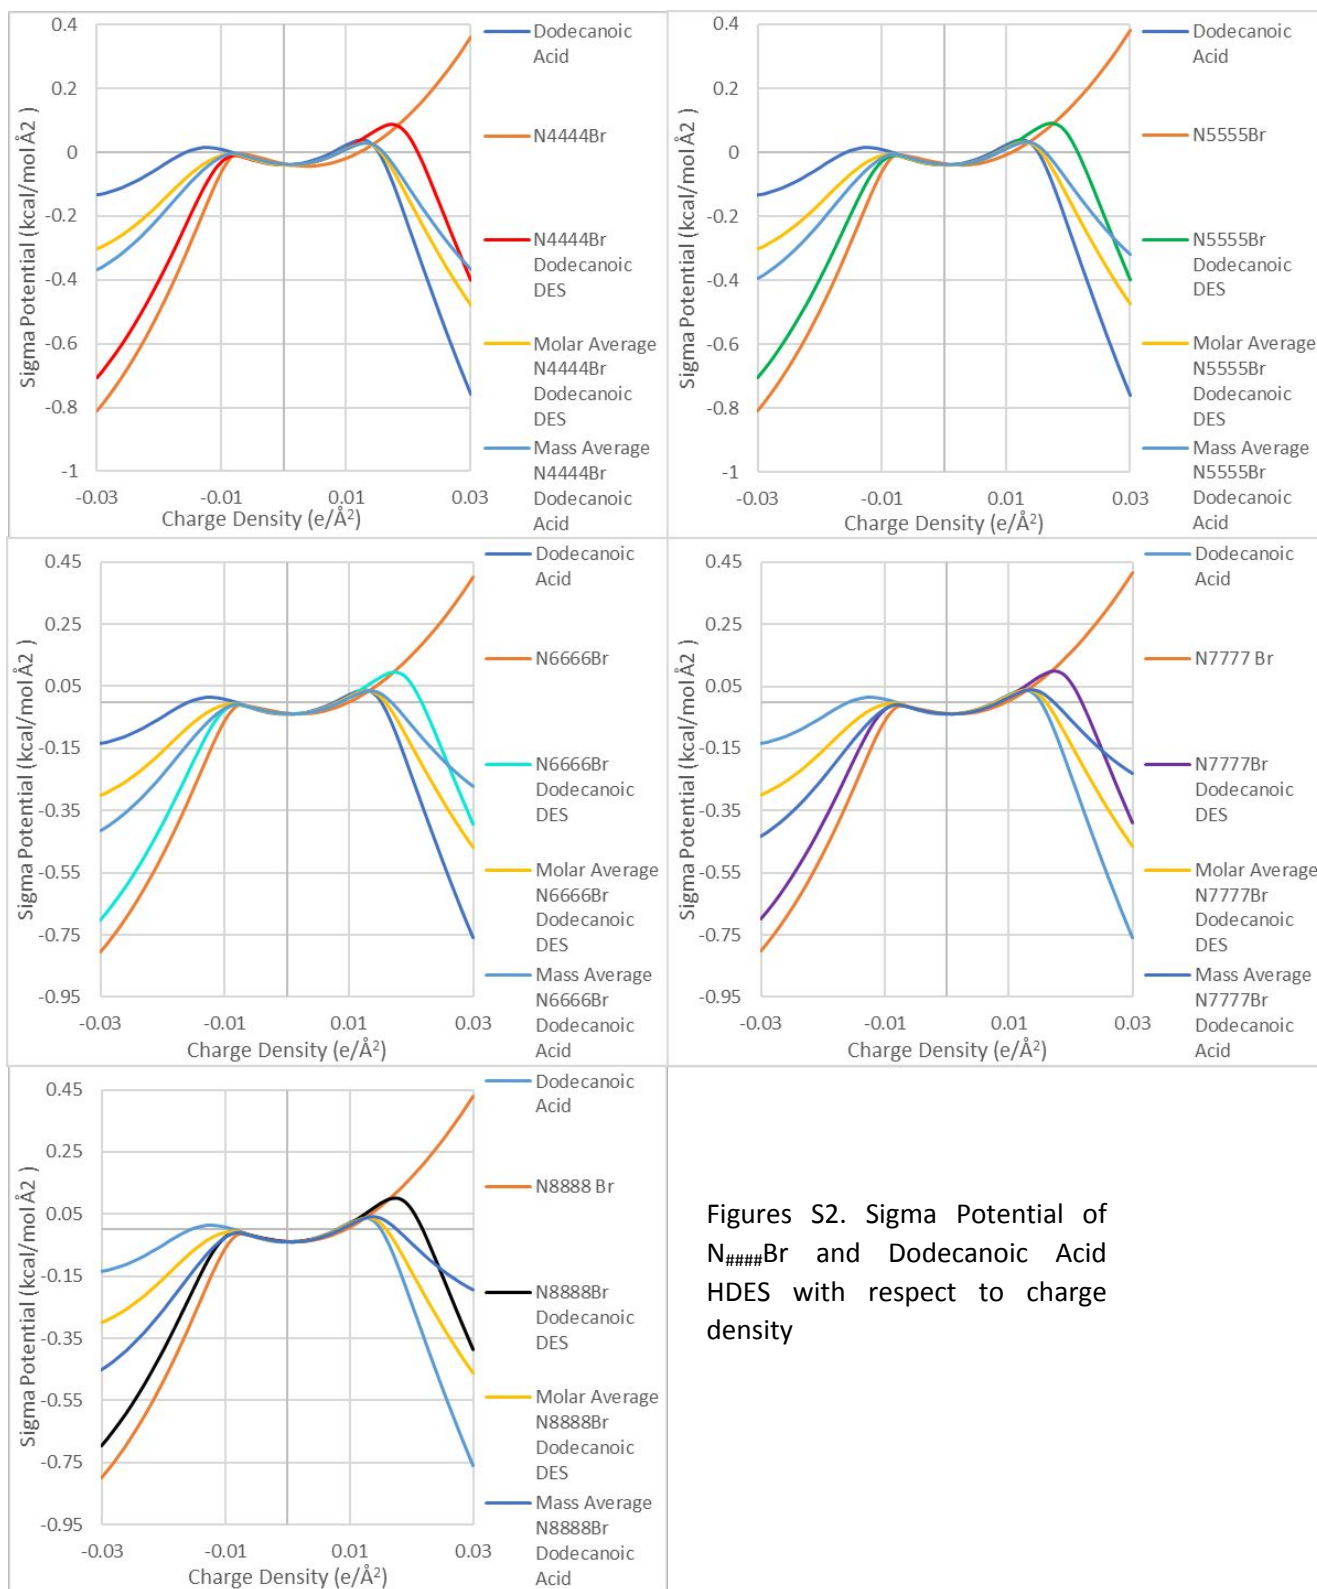 0.4
0.2
0
-0.2
-0.4
-0.6
-0.8
-1
Sigma Potential (kcal/mol Å2 )
-0.03
-0.01
0.01
0.03
Charge Density (e/Å²)
Dodecanoic
Acid
N4444Br
N4444Br
Dodecanoic
DES
Molar Average
N4444Br
Dodecanoic
DES
Mass Average
N4444Br
Dodecanoic
Acid
0.4
0.2
0
-0.2
-0.4
-0.6
-0.8
-1
Sigma Potential (kcal/mol Å2 )
-0.03
-0.01
0.01
0.03
Charge Density (e/Å²)
Dodecanoic
Acid
N5555Br
N5555Br
Dodecanoic
DES
Molar Average
N5555Br
Dodecanoic
DES
Mass Average
N5555Br
Dodecanoic
Acid
0.45
0.25
0.05
-0.15
-0.35
-0.55
-0.75
-0.95
Sigma Potential (kcal/mol Å2 )
-0.03
-0.01
0.01
0.03
Charge Density (e/Å²)
Dodecanoic
Acid
N6666Br
N6666Br
Dodecanoic
DES
Molar Average
N6666Br
Dodecanoic
DES
Mass Average
N6666Br
Dodecanoic
Acid
0.45
0.25
0.05
-0.15
-0.35
-0.55
-0.75
-0.95
Sigma Potential (kcal/mol Å2 )
-0.03
-0.01
0.01
0.03
Charge Density (e/Å²)
Dodecanoic
Acid
N7777 Br
N7777Br
Dodecanoic
DES
Molar Average
N7777Br
Dodecanoic
DES
Mass Average
N7777Br
Dodecanoic
Acid
0.45
0.25
0.05
-0.15
-0.35
-0.55
-0.75
-0.95
Sigma Potential (kcal/mol Å2 )
-0.03
-0.01
0.01
0.03
Charge Density (e/Å²)
Dodecanoic
Acid
N8888 Br
N8888Br
Dodecanoic
DES
Molar Average
N8888Br
Dodecanoic
DES
Mass Average
N8888Br
Dodecanoic
Acid
Figures S2. Sigma Potential of
N####Br and Dodecanoic Acid
HDES with respect to charge
density